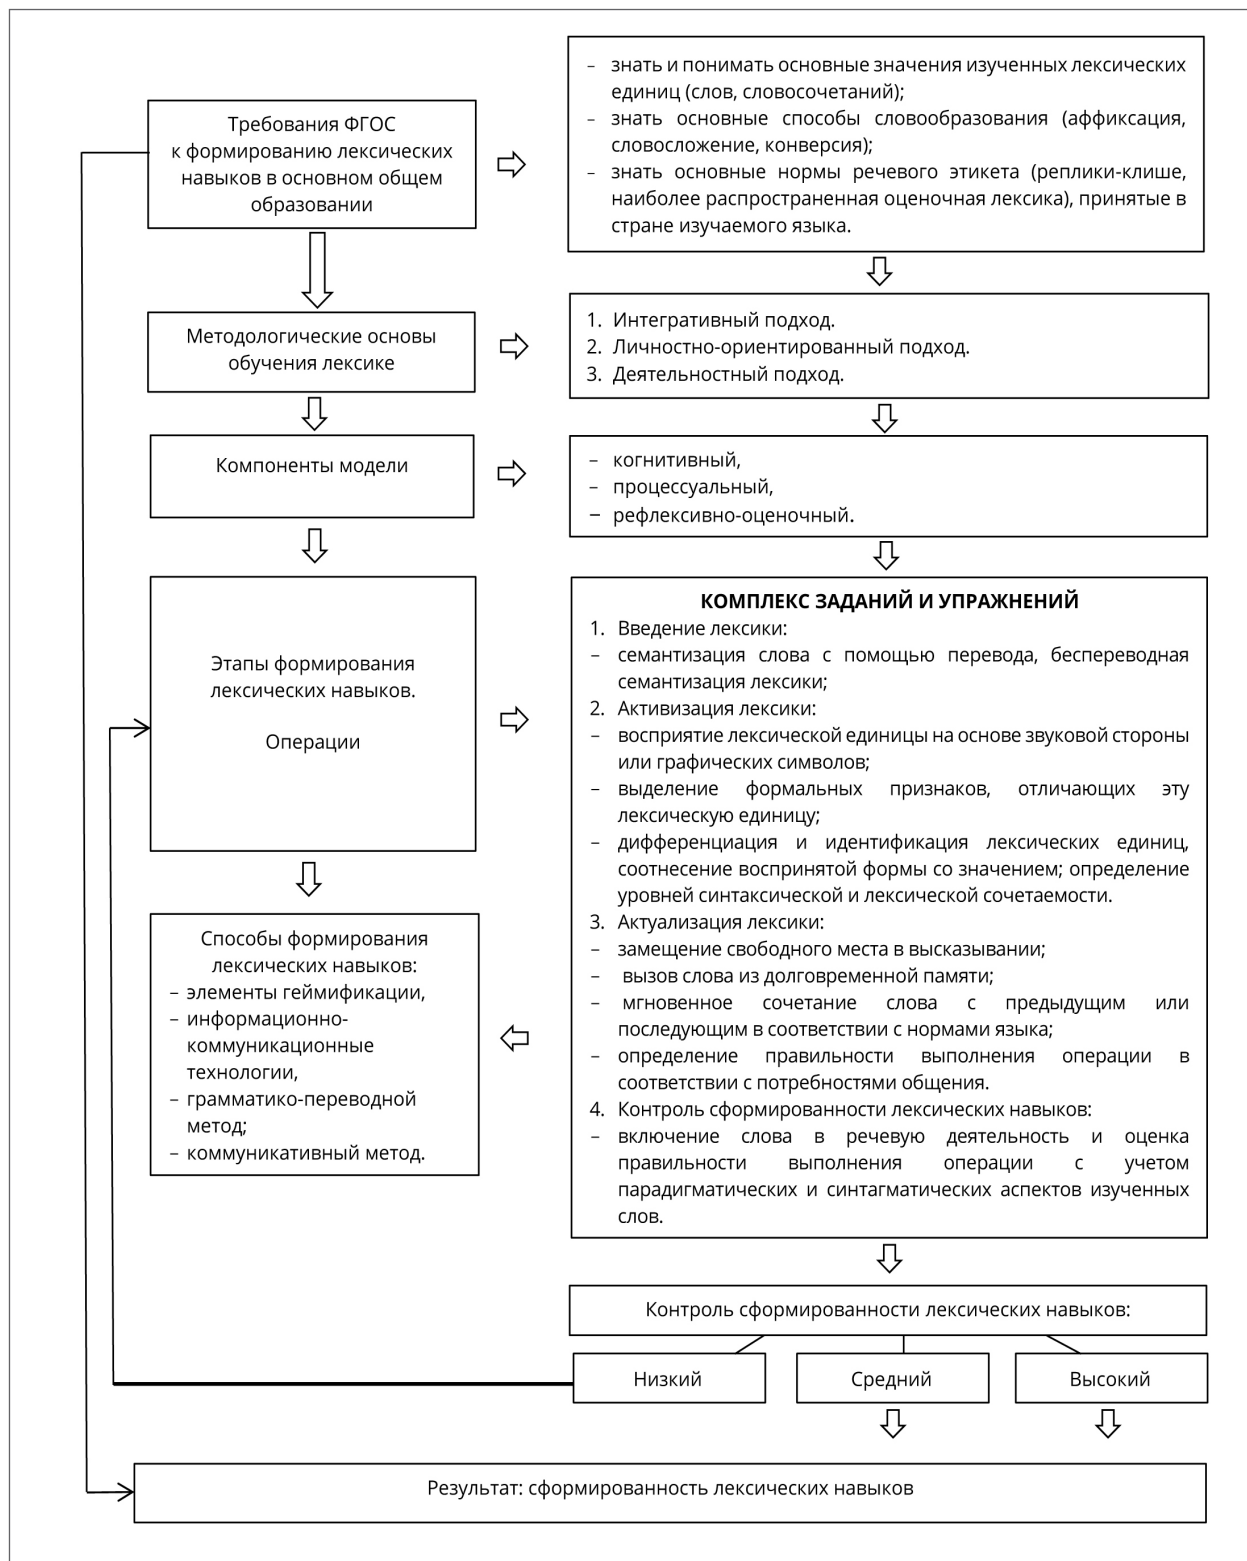 Требования ФГОС
к формированию лексических
навыков в основном общем
образовании
– знать и понимать основные значения изученных лексических
единиц (слов, словосочетаний);
– знать основные способы словообразования (аффиксация,
словосложение, конверсия);
– знать основные нормы речевого этикета (реплики-клише,
наиболее распространенная оценочная лексика), принятые в
стране изучаемого языка.
Методологические основы
обучения лексике
1. Интегративный подход.
2. Личностно-ориентированный подход.
3. Деятельностный подход.
Компоненты модели
– когнитивный,
– процессуальный,
– рефлексивно-оценочный.
Этапы формирования
лексических навыков.
Операции
КОМПЛЕКС ЗАДАНИЙ И УПРАЖНЕНИЙ
1. Введение лексики:
– семантизация слова с помощью перевода, беспереводная
семантизация лексики;
2. Активизация лексики:
– восприятие лексической единицы на основе звуковой стороны
или графических символов;
– выделение формальных признаков, отличающих эту
лексическую единицу;
– дифференциация и идентификация лексических единиц,
соотнесение воспринятой формы со значением; определение
уровней синтаксической и лексической сочетаемости.
3. Актуализация лексики:
– замещение свободного места в высказывании;
– вызов слова из долговременной памяти;
– мгновенное сочетание слова с предыдущим или
последующим в соответствии с нормами языка;
– определение правильности выполнения операции в
соответствии с потребностями общения.
4. Контроль сформированности лексических навыков:
– включение слова в речевую деятельность и оценка
правильности выполнения операции с учетом
парадигматических и синтагматических аспектов изученных
слов.
Способы формирования
лексических навыков:
– элементы геймификации,
– информационно-
коммуникационные
технологии,
– грамматико-переводной
метод;
– коммуникативный метод.
Контроль сформированности лексических навыков:
Низкий
Средний
Высокий
Результат: сформированность лексических навыков